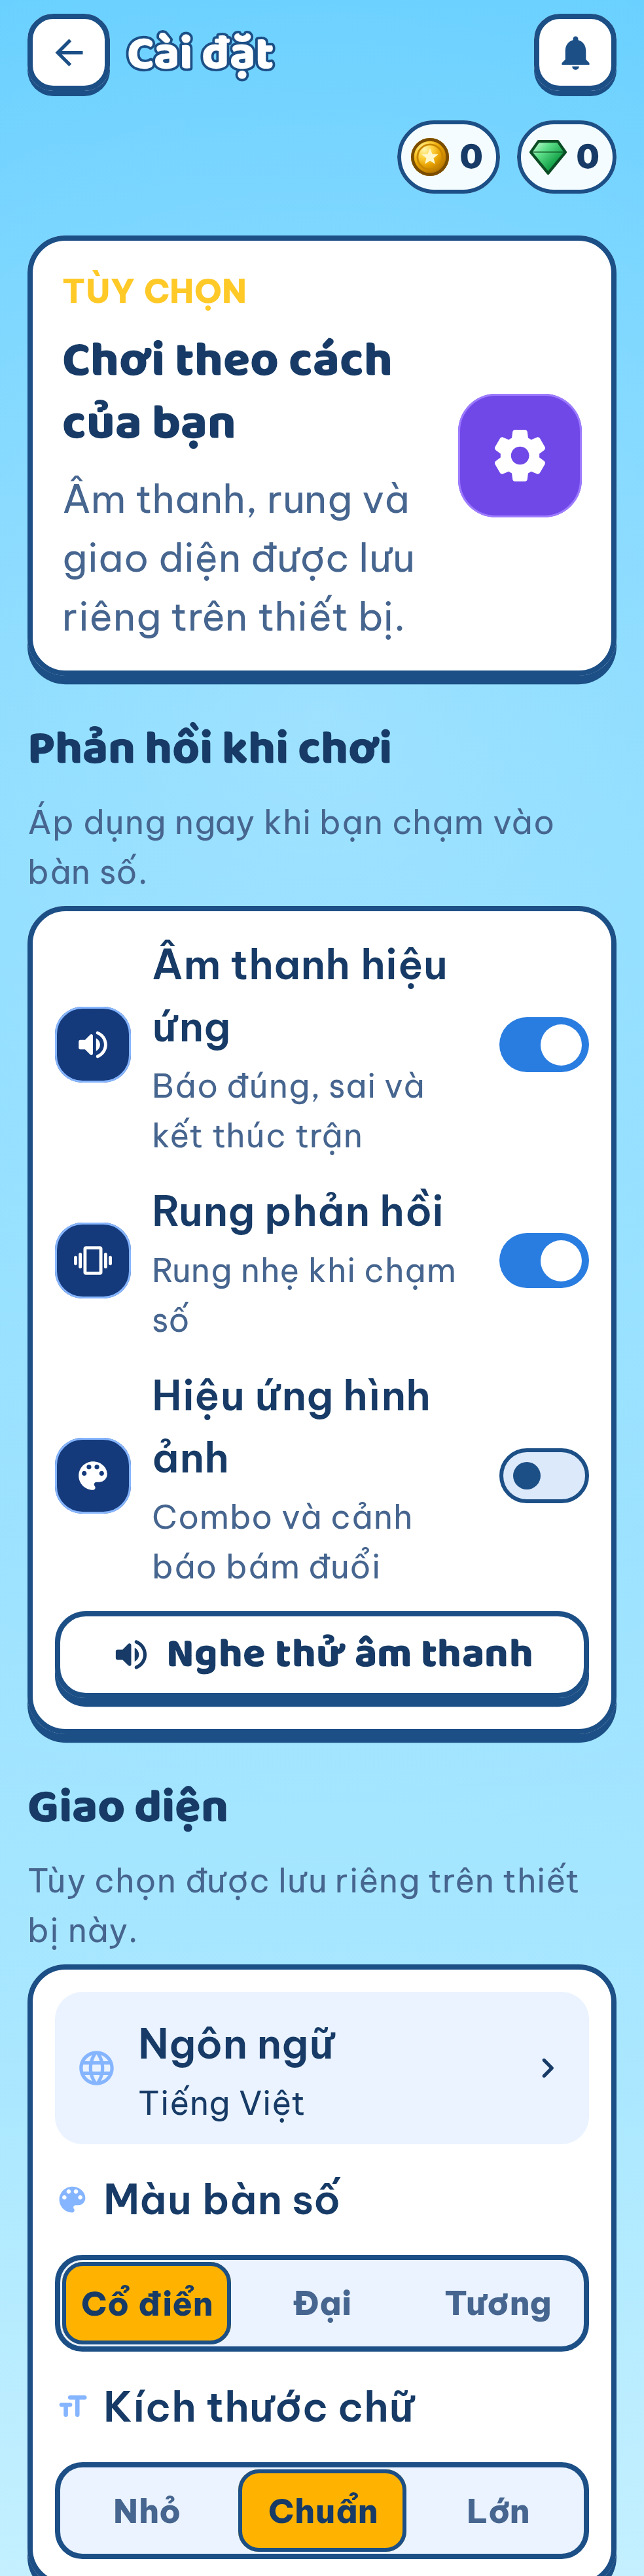 Cài đặt
0 0
TÙY CHỌN
Chơi theo cách
của bạn
Âm thanh, rung và
giao diện được lưu
riêng trên thiết bị.
Phản hồi khi chơi
Áp dụng ngay khi bạn chạm vào
bàn số.
Âm thanh hiệu
ứng
Báo đúng, sai và
kết thúc trận
Rung phản hồi
Rung nhẹ khi chạm
số
Hiệu ứng hình
ảnh
Combo và cảnh
báo bám đuổi
Nghe thử âm thanh
Giao diện
Tùy chọn được lưu riêng trên thiết
bị này.
Ngôn ngữ
Tiếng Việt
Màu bàn số
Cổ điển Đại Tương
Kích thước chữ
Nhỏ Chuẩn Lớn